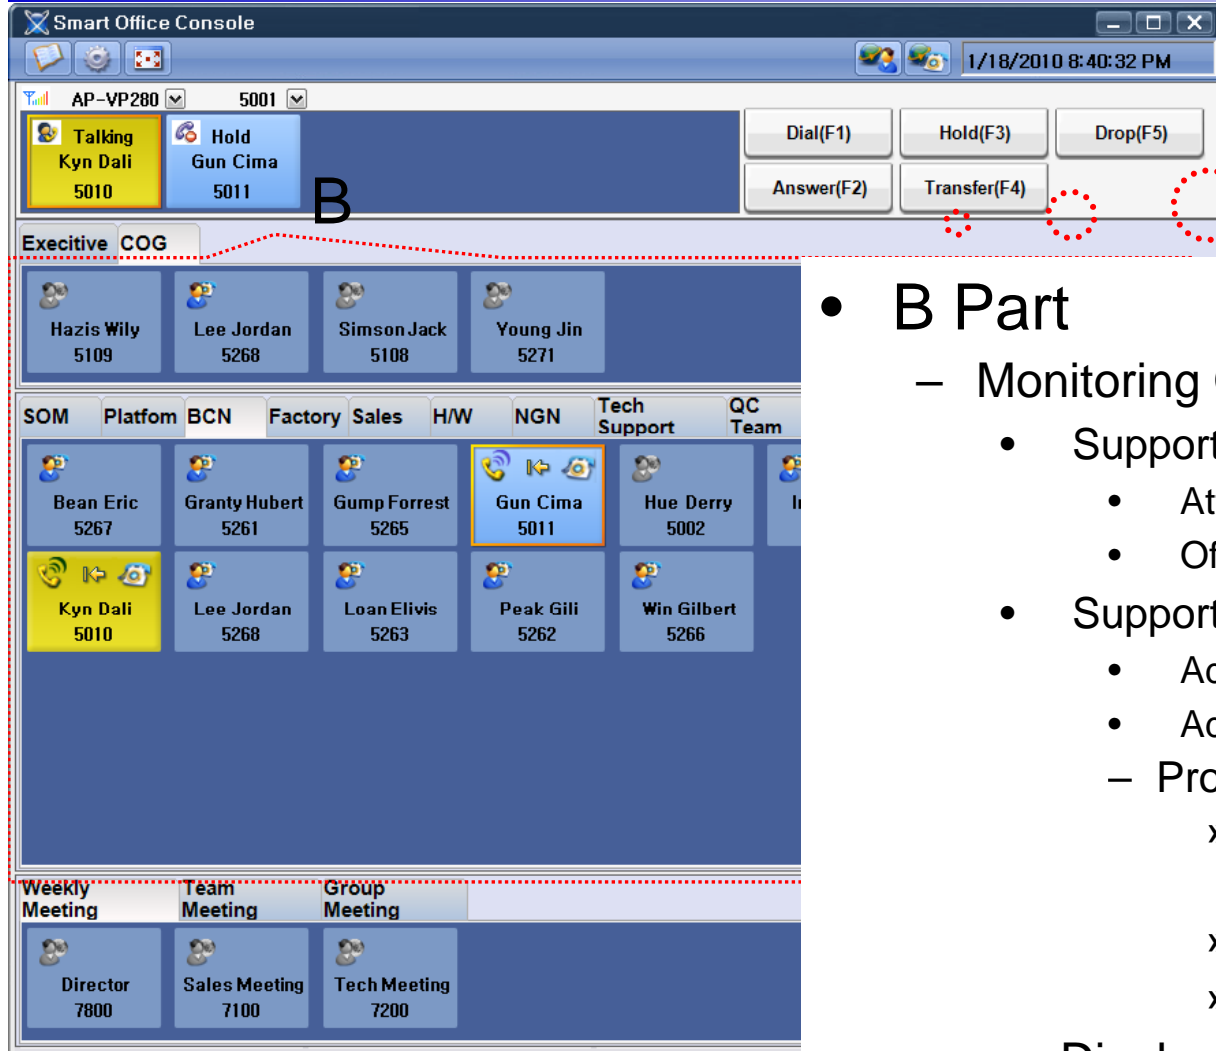 Smart Office Console
1/18/2010 8:40:32 PM
AP-VP280 5001
Talking
Kyn Dali
5010
Hold
Gun Cima
5011
Dial(F1) Hold(F3) Drop(F5)
Answer(F2) Transfer(F4)
B
Execitive COG
Hazis Wily
5109
Lee Jordan
5268
Simson Jack
5108
Young Jin
5271
SOM Platfom BCN Factory Sales H/W NGN Tech Support QC Team
Bean Eric
5267
Granty Hubert
5261
Gump Forrest
5265
Gun Cima
5011
Hue Derry
5002
Kyn Dali
5010
Lee Jordan
5268
Loan Elivis
5263
Peak Gili
5262
Win Gilbert
5266
Weekly Meeting
Team Meeting
Group Meeting
Director
7800
Sales Meeting
7100
Tech Meeting
7200
• B Part
– Monitoring
• Support
•
•
• Support
•
•
–
»
»
»